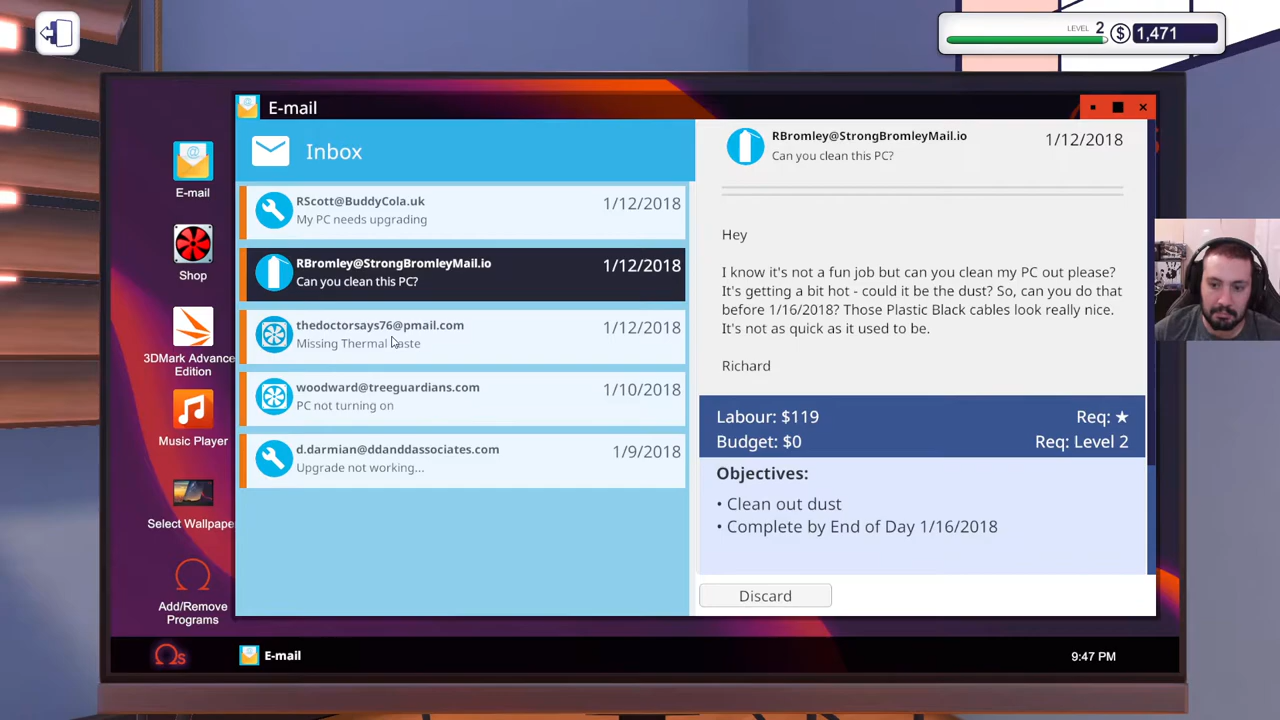 LEVEL 2
$ 1,471
E-mail
Inbox
RScott@BuddyCola.uk 1/12/2018
My PC needs upgrading
RBromley@StrongBromleyMail.io 1/12/2018
Can you clean this PC?
thedoctorsays76@pmail.com 1/12/2018
Missing Thermal Paste
woodward@treeguardians.com 1/10/2018
PC not turning on
d.darmian@ddanddassociates.com 1/9/2018
Upgrade not working...
RBromley@StrongBromleyMail.io 1/12/2018
Can you clean this PC?
Hey
I know it's not a fun job but can you clean my PC out please?
It's getting a bit hot - could it be the dust? So, can you do that
before 1/16/2018? Those Plastic Black cables look really nice.
It's not as quick as it used to be.
Richard
Labour: $119 Req: ★
Budget: $0 Req: Level 2
Objectives:
• Clean out dust
• Complete by End of Day 1/16/2018
Discard
E-mail
Shop
3DMark Advance
Edition
Music Player
Select Wallpape
Add/Remove
Programs
Ωs
E-mail
9:47 PM